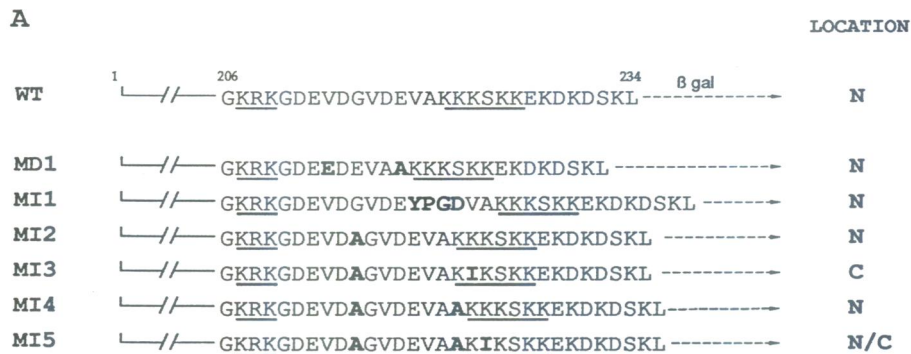 A
LOCATION
1 206 234 ß gal
WT GKRKGDEVDGVDEVAKKKSKKEKDKDSKL N
MD1 GKRKGDEEDEVAAKKKSKKEKDKDSKL N
MI1 GKRKGDEVDGVDEYPGDVAKKKSKKEKDKDSKL N
MI2 GKRKGDEVDAGVDEVAKKKSKKEKDKDSKL N
MI3 GKRKGDEVDAGVDEVAKIKSKKEKDKDSKL C
MI4 GKRKGDEVDAGVDEVAAKKKSKKEKDKDSKL N
MI5 GKRKGDEVDAGVDEVAAKIKSKKEKDKDSKL N/C